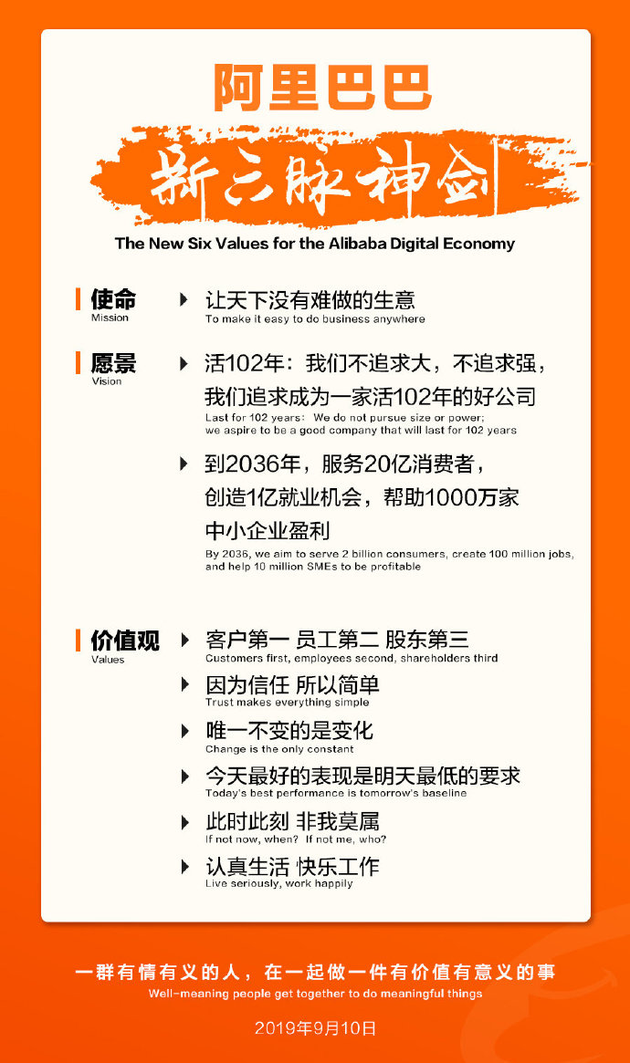 阿里巴巴
新六脉神剑
The New Six Values for the Alibaba Digital Economy
使命
Mission
让天下没有难做的生意
To make it easy to do business anywhere
愿景
Vision
活102年：我们不追求大，不追求强，
我们追求成为一家活102年的好公司
Last for 102 years： We do not pursue size or power;
we aspire to be a good company that will last for 102 years
到2036年，服务20亿消费者，
创造1亿就业机会，帮助1000万家
中小企业盈利
By 2036, we aim to serve 2 billion consumers, create 100 million jobs,
and help 10 million SMEs to be profitable
价值观
Values
客户第一 员工第二 股东第三
Customers first, employees second, shareholders third
因为信任 所以简单
Trust makes everything simple
唯一不变的是变化
Change is the only constant
今天最好的表现是明天最低的要求
Today's best performance is tomorrow's baseline
此时此刻 非我莫属
If not now, when? If not me, who?
认真生活 快乐工作
Live seriously, work happily
一群有情有义的人，在一起做一件有价值有意义的事
Well-meaning people get together to do meaningful things
2019年9月10日